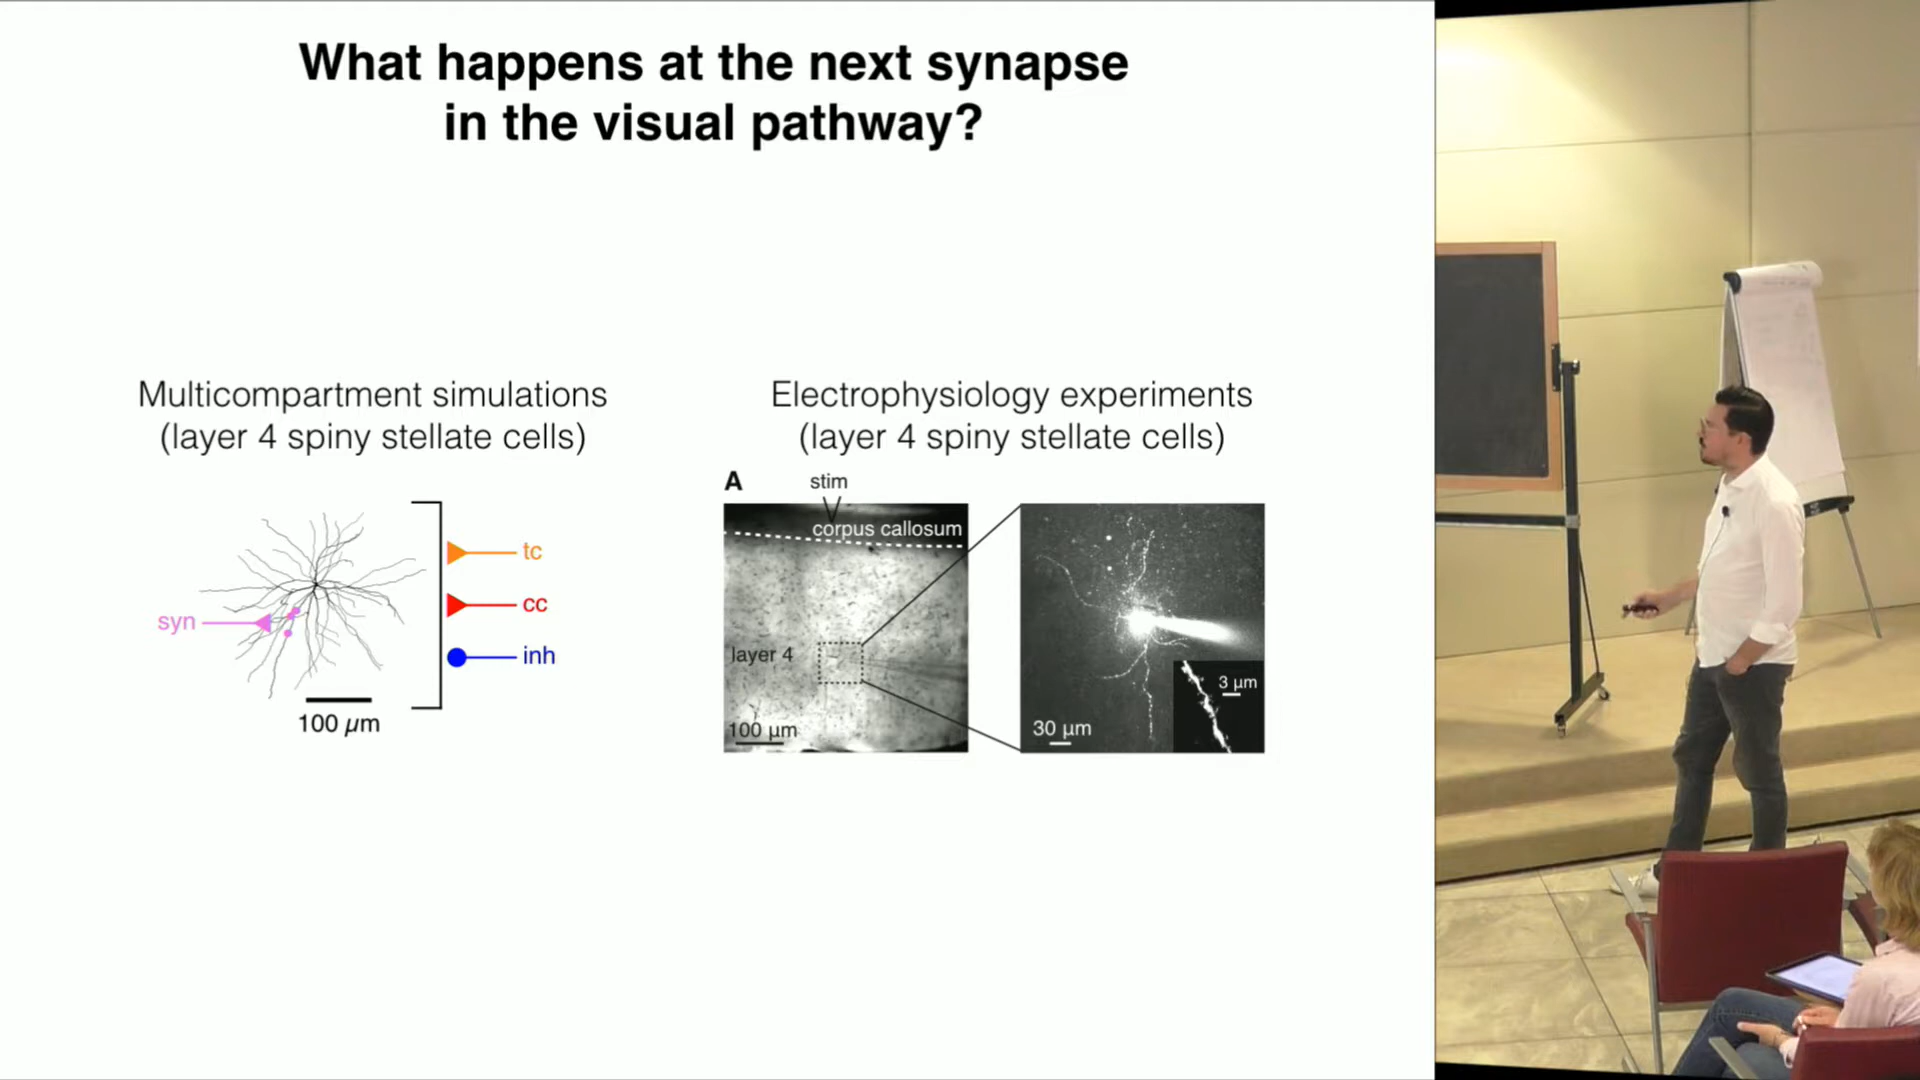 What happens at the next synapse
in the visual pathway?
Multicompartment simulations
(layer 4 spiny stellate cells)
syn
tc
cc
inh
100 µm
Electrophysiology experiments
(layer 4 spiny stellate cells)
A
stim
corpus callosum
layer 4
100 µm
30 µm
3 µm